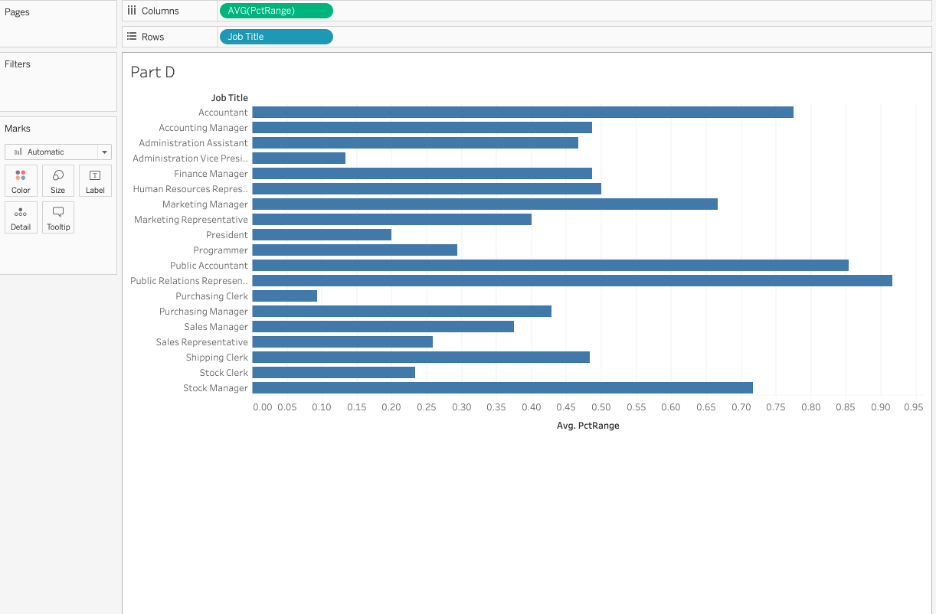 Pages
Columns AVG(PctRange)
Rows Job Title
Filters
Marks
Automatic
Color Size Label
Detail Tooltip
Part D
Job Title
Accountant
Accounting Manager
Administration Assistant
Administration Vice Presi..
Finance Manager
Human Resources Repres..
Marketing Manager
Marketing Representative
President
Programmer
Public Accountant
Public Relations Represen..
Purchasing Clerk
Purchasing Manager
Sales Manager
Sales Representative
Shipping Clerk
Stock Clerk
Stock Manager
0.00 0.05 0.10 0.15 0.20 0.25 0.30 0.35 0.40 0.45 0.50 0.55 0.60 0.65 0.70 0.75 0.80 0.85 0.90 0.95
Avg. PctRange